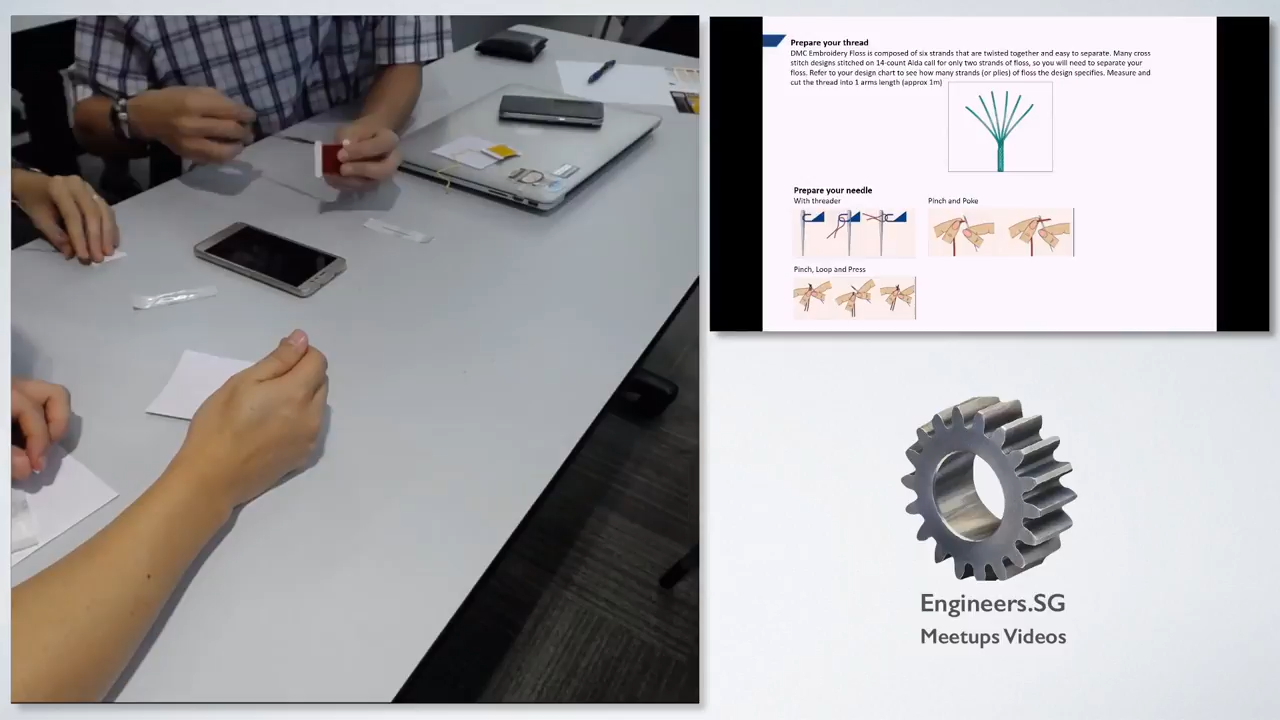 Prepare your thread
DMC Embroidery Floss is composed of six strands that are twisted together and easy to separate. Many cross
stitch designs stitched on 14-count Aida call for only two strands of floss, so you will need to separate your
floss. Refer to your design chart to see how many strands (or plies) of floss the design specifies. Measure and
cut the thread into 1 arms length (approx 1m)
Prepare your needle
With threader
Pinch and Poke
Pinch, Loop and Press
Engineers.SG
Meetups Videos